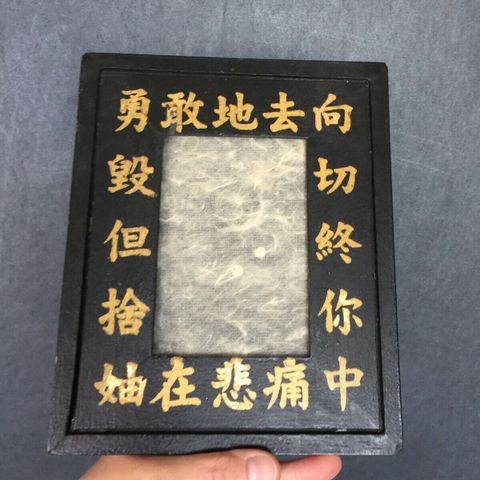 勇敢地去向
毀 切
但 終
捨 你
妯在悲痛中